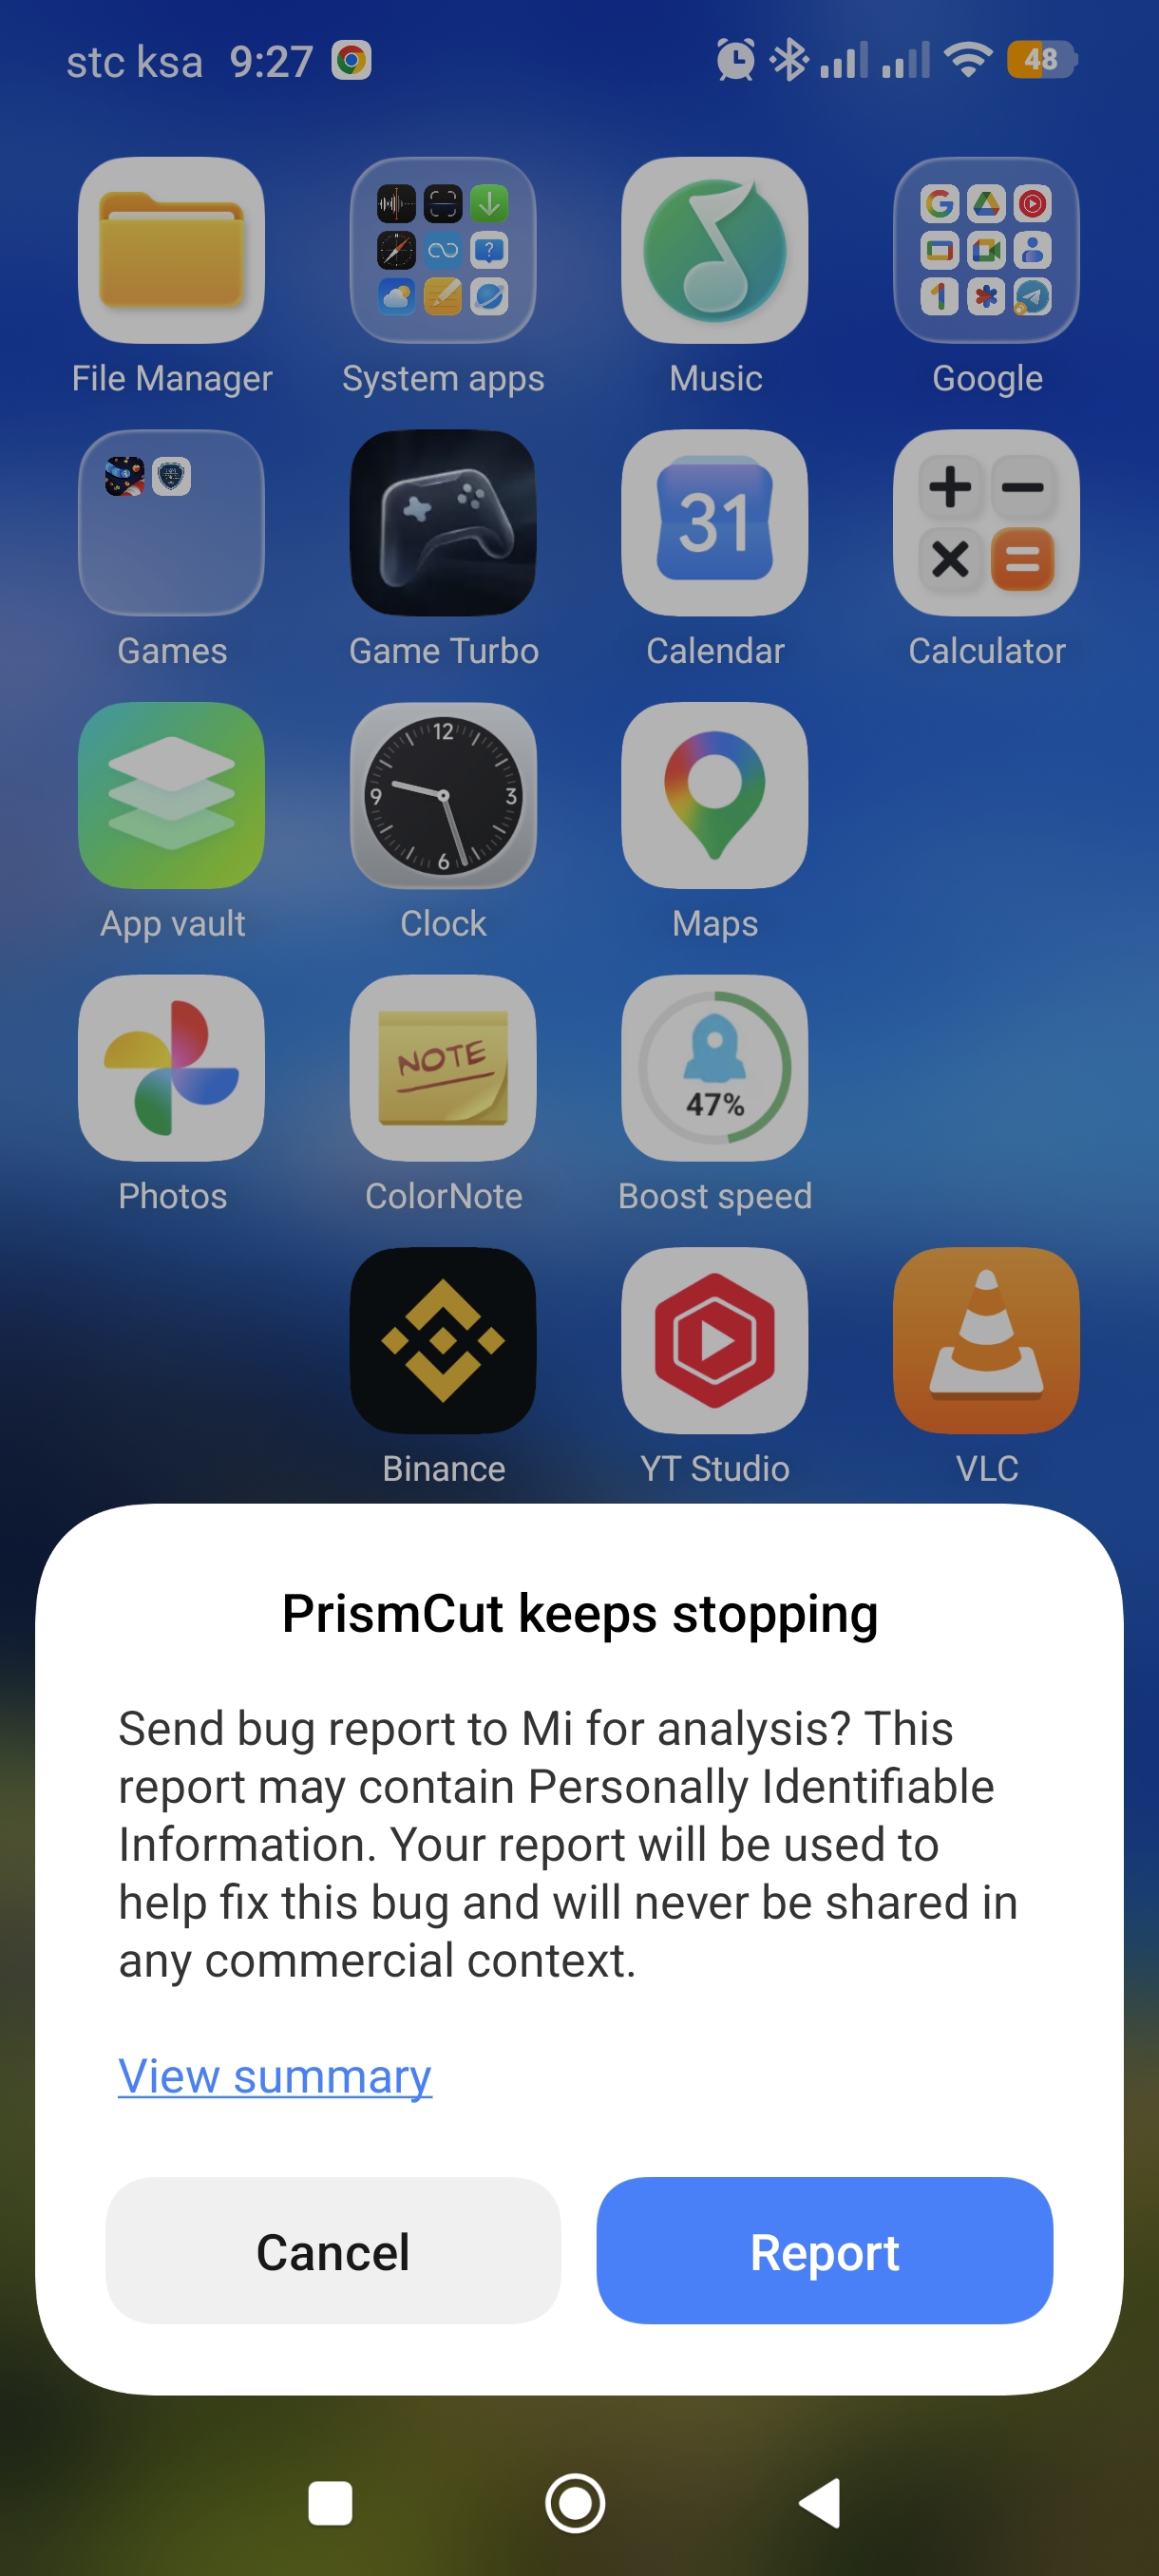 stc ksa 9:27 48
File Manager System apps Music Google
31
Games Game Turbo Calendar Calculator
12
9 3
6
App vault Clock Maps
NOTE
47%
Photos ColorNote Boost speed
Binance YT Studio VLC
PrismCut keeps stopping
Send bug report to Mi for analysis? This
report may contain Personally Identifiable
Information. Your report will be used to
help fix this bug and will never be shared in
any commercial context.
View summary
Cancel Report